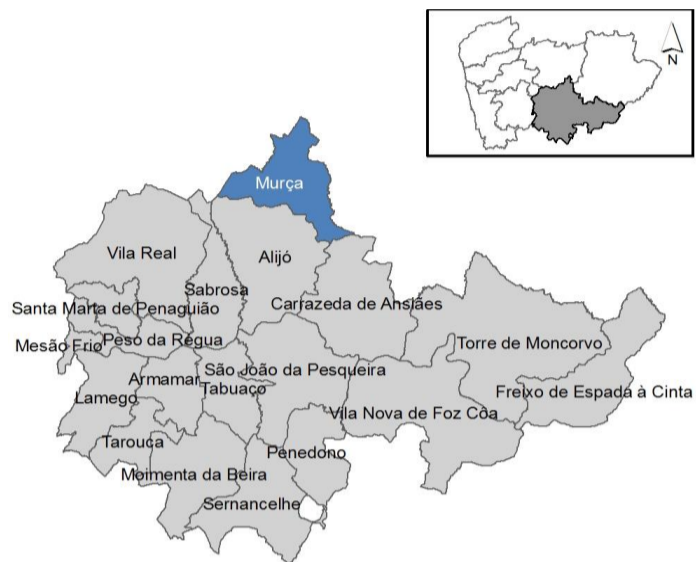 N
Murça
Vila Real
Alijó
Sabrosa
Carrazeda de Ansiães
Santa Marta de Penaguião
Mesão Frio
Peso da Régua
Torre de Moncorvo
São João da Pesqueira
Armamar
Tabuaço
Freixo de Espada à Cinta
Lamego
Vila Nova de Foz Côa
Tarouca
Penedono
Moimenta da Beira
Sernancelhe